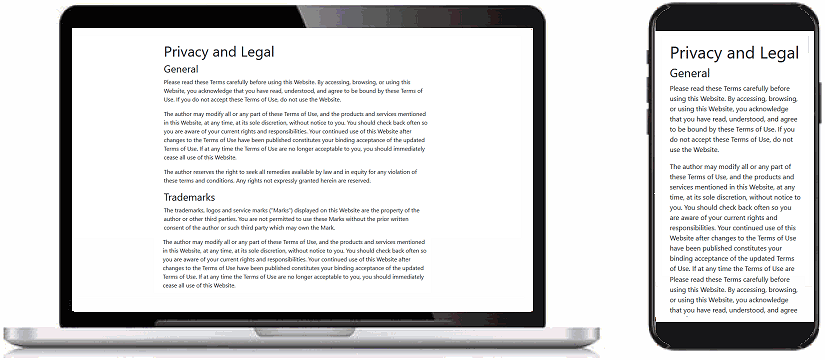 Privacy and Legal
General
Please read these Terms carefully before using this Website. By accessing, browsing, or using this
Website, you acknowledge that you have read, understood, and agree to be bound by these Terms of
Use. If you do not accept these Terms of Use, do not use the Website.
The author may modify all or any part of these Terms of Use, and the products and services mentioned
in this Website, at any time, at its sole discretion, without notice to you. You should check back often so
you are aware of your current rights and responsibilities. Your continued use of this Website after
changes to the Terms of Use have been published constitutes your binding acceptance of the updated
Terms of Use. If at any time the Terms of Use are no longer acceptable to you, you should immediately
cease all use of this Website.
The author reserves the right to seek all remedies available by law and in equity for any violation of
these terms and conditions. Any rights not expressly granted herein are reserved.
Trademarks
The trademarks, logos and service marks ("Marks") displayed on this Website are the property of the
author or other third parties. You are not permitted to use these Marks without the prior written
consent of the author or such third party which may own the Mark.
The author may modify all or any part of these Terms of Use, and the products and services mentioned
in this Website, at any time, at its sole discretion, without notice to you. You should check back often so
you are aware of your current rights and responsibilities. Your continued use of this Website after
changes to the Terms of Use have been published constitutes your binding acceptance of the updated
Terms of Use. If at any time the Terms of Use are no longer acceptable to you, you should immediately
cease all use of this Website.
Privacy and Legal
General
Please read these Terms carefully before
using this Website. By accessing, browsing,
or using this Website, you acknowledge
that you have read, understood, and agree
to be bound by these Terms of Use. If you
do not accept these Terms of Use, do not
use the Website.
The author may modify all or any part of
these Terms of Use, and the products and
services mentioned in this Website, at any
time, at its sole discretion, without notice to
you. You should check back often so you
are aware of your current rights and
responsibilities. Your continued use of this
Website after changes to the Terms of Use
have been published constitutes your
binding acceptance of the updated Terms
of Use. If at any time the Terms of Use are
Please read these Terms carefully before
using this Website. By accessing, browsing,
or using this Website, you acknowledge
that you have read, understood, and agree